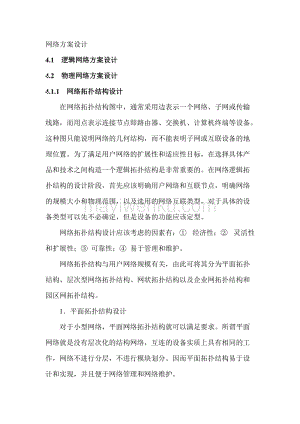 网络方案设计
4.1 逻辑网络方案设计
4.2 物理网络方案设计
4.1.1 网络拓扑结构设计
在网络拓扑结构图中，通常采用边表示一个网络、子网或传输
线路，而用点表示连接节点如路由器、交换机、计算机终端等设备。
这种图只能说明网络的几何结构，而不能表明子网或互联设备的地
理位置。为了满足用户网络的扩展性和适应性目标，在选择具体产
品和技术之间构造一个逻辑拓扑结构是非常重要的。在网络逻辑拓
扑结构的设计阶段，首先应该明确用户网络和互联节点，明确网络
的规模大小和物理范围，以及选用的网络互联类型，对于具体的设
备类型可以先不必确定，但是设备的功能应该定型。
网络拓扑结构设计应该考虑的因素有：① 经济性；② 灵活性
和扩展性；③ 可靠性；④ 易于管理和维护。
网络拓扑结构与用户网络规模有关，由此可将其分为平面拓扑
结构、层次型网络拓扑结构、网状拓扑结构以及企业网拓扑结构和
园区网拓扑结构。
1．平面拓扑结构设计
对于小型网络，平面网络拓扑结构就可以满足要求。所谓平面
网络就是没有层次化的结构网络，互连的设备实质上具有相同的工
作，网络不进行分层，不进行模块划分。因而平面拓扑结构易于设
计和实现，并且便于网络管理和网络维护。